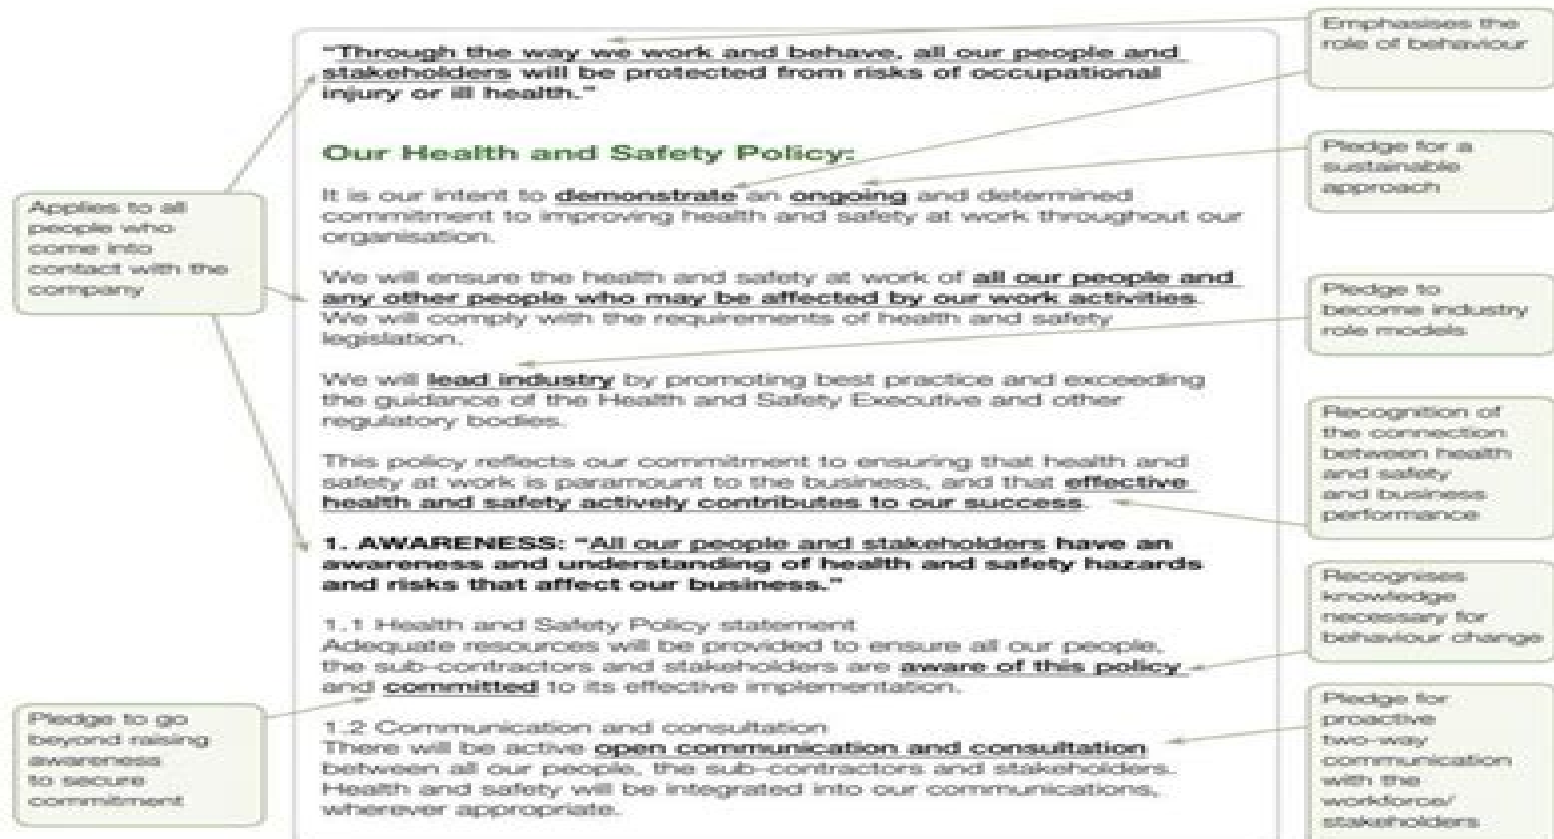 "Through the way we work and behave, all our people and
stakeholders will be protected from risks of occupational
injury or ill health."
Our Health and Safety Policy:
It is our intent to demonstrate an ongoing and determined
commitment to improving health and safety at work throughout our
organisation.
We will ensure the health and safety at work of all our people and
any other people who may be affected by our work activities.
We will comply with the requirements of health and safety
legislation.
We will lead industry by promoting best practice and exceeding
the guidance of the Health and Safety Executive and other
regulatory bodies.
This policy reflects our commitment to ensuring that health and
safety at work is paramount to the business, and that effective
health and safety actively contributes to our success.
1. AWARENESS: "All our people and stakeholders have an
awareness and understanding of health and safety hazards
and risks that affect our business."
1.1 Health and Safety Policy statement
Adequate resources will be provided to ensure all our people,
the sub-contractors and stakeholders are aware of this policy
and committed to its effective implementation.
1.2 Communication and consultation
There will be active open communication and consultation
between all our people, the sub-contractors and stakeholders.
Health and safety will be integrated into our communications,
wherever appropriate.
Applies to all
people who
come into
contact with the
company
Pledge to go
beyond raising
awareness
to secure
commitment
Emphasises the
role of behaviour
Pledge for a
sustainable
approach
Pledge to
become industry
role models
Recognition of
the connection
between health
and safety
and business
performance
Recognises
knowledge
necessary for
behaviour change
Pledge for
proactive
two-way
communication
with the
workforce/
stakeholders